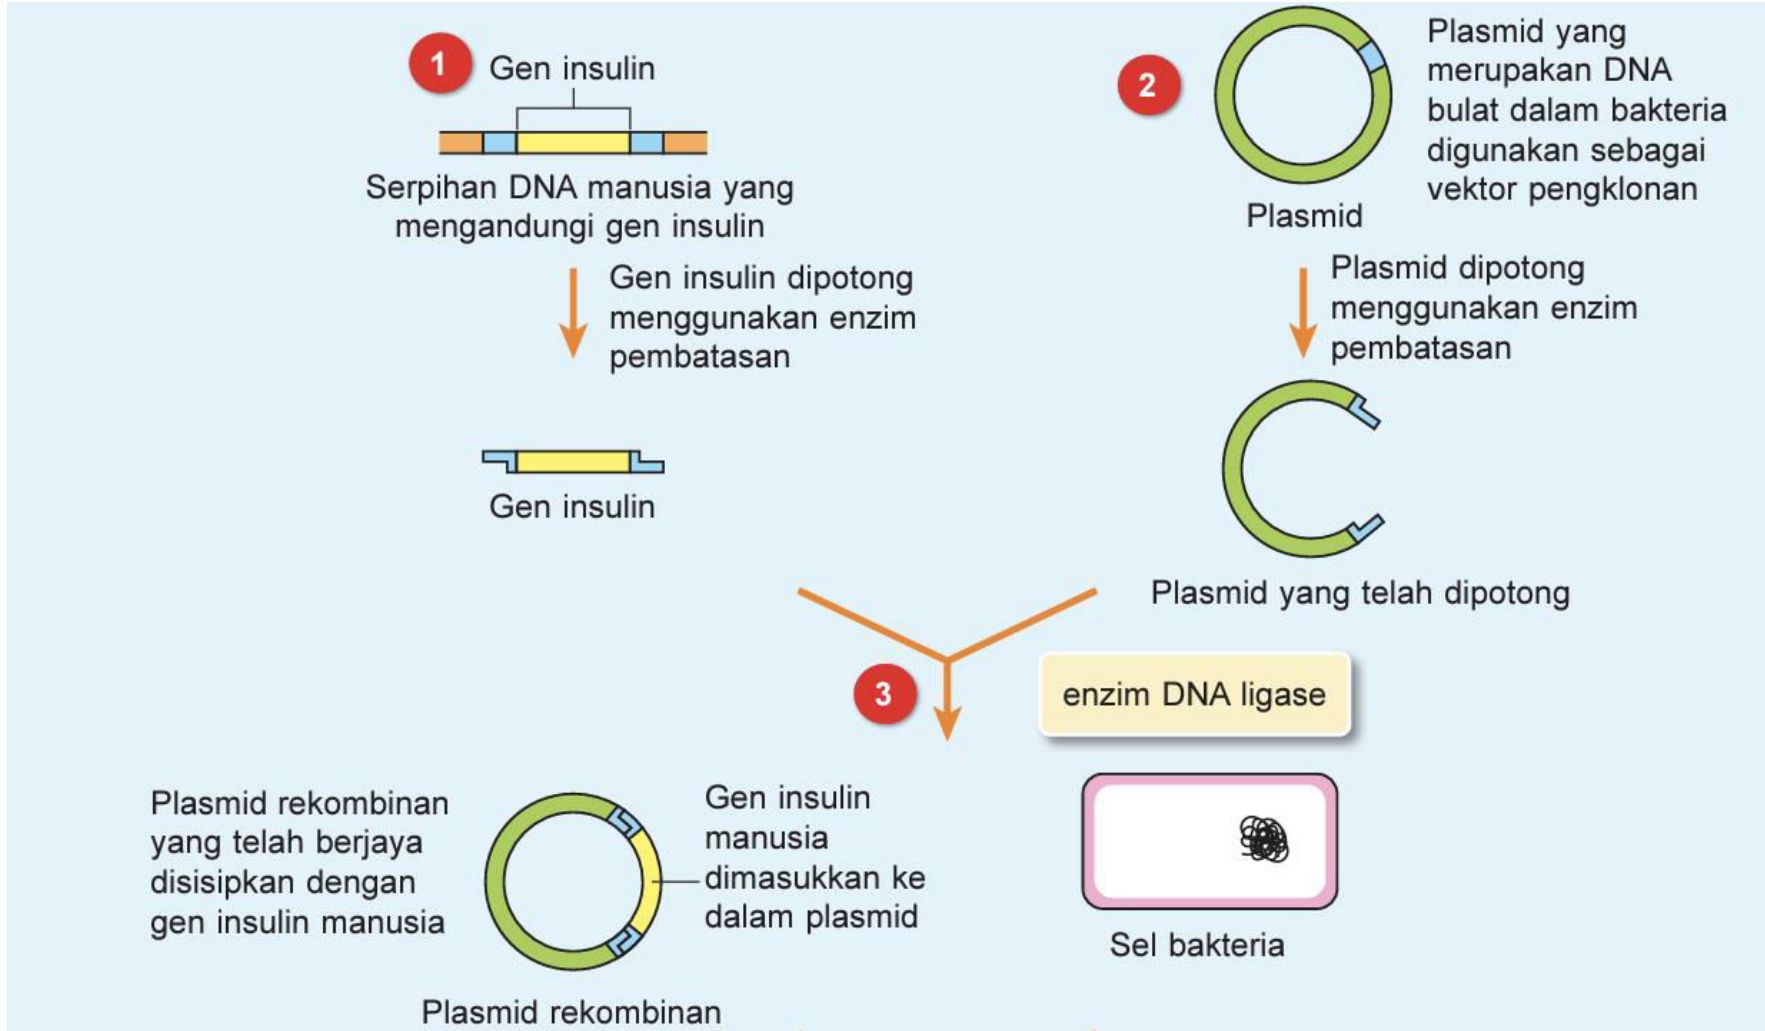 1
Gen insulin
Serpihan DNA manusia yang
mengandungi gen insulin
Gen insulin dipotong
menggunakan enzim
pembatasan
Gen insulin
2
Plasmid yang
merupakan DNA
bulat dalam bakteria
digunakan sebagai
vektor pengklonan
Plasmid
Plasmid dipotong
menggunakan enzim
pembatasan
Plasmid yang telah dipotong
3
enzim DNA ligase
Plasmid rekombinan
yang telah berjaya
disisipkan dengan
gen insulin manusia
Gen insulin
manusia
dimasukkan ke
dalam plasmid
Plasmid rekombinan
Sel bakteria